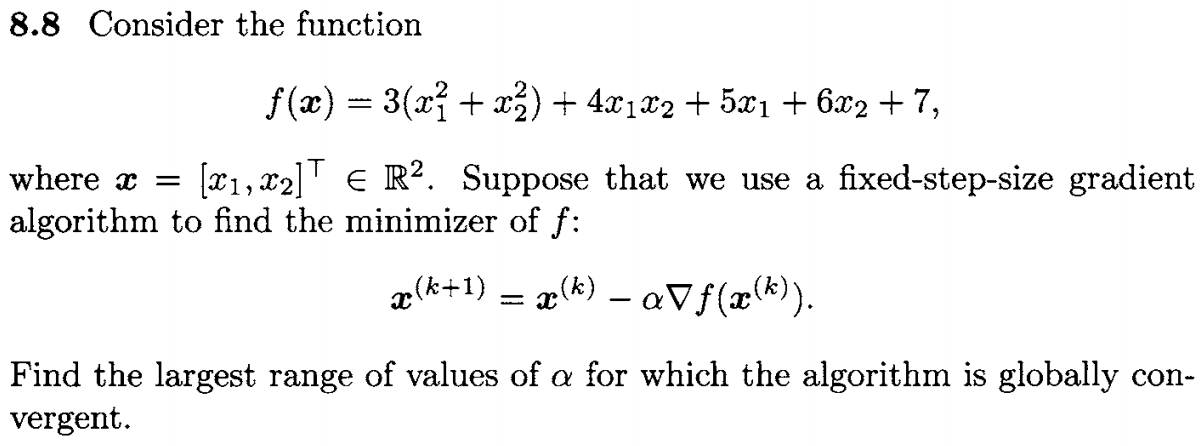 8.8 Consider the function
f(x) = 3(x₁² + x₂²) + 4x₁x₂ + 5x₁ + 6x₂ + 7,
where x = [x₁, x₂]⊤ ∈ ℝ². Suppose that we use a fixed-step-size gradient
algorithm to find the minimizer of f:
x⁽ᵏ⁺¹⁾ = x⁽ᵏ⁾ − α∇f(x⁽ᵏ⁾).
Find the largest range of values of α for which the algorithm is globally con-
vergent.